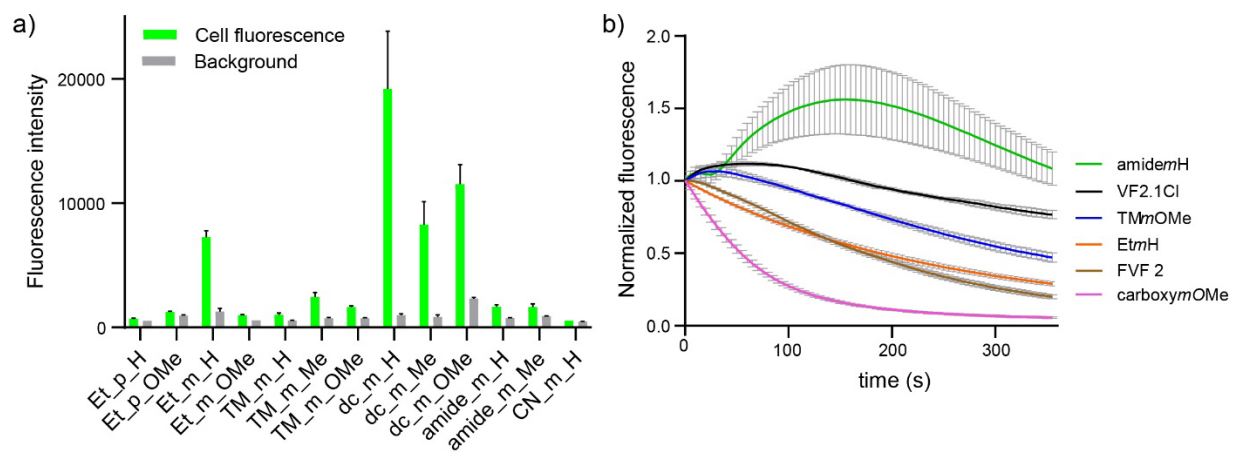 a)
Cell fluorescence
Background
Fluorescence intensity
20000
10000
0
Et_p_H
Et_p_OMe
Et_m_H
Et_m_OMe
TM_m_H
TM_m_Me
TM_m_OMe
dc_m_H
dc_m_Me
dc_m_OMe
amide_m_H
amide_m_Me
CN_m_H
b)
Normalized fluorescence
2.0
1.5
1.0
0.5
0.0
0
100
200
300
time (s)
amidemH
VF2.1Cl
TMmOMe
EtmH
FVF 2
carboxymOMe